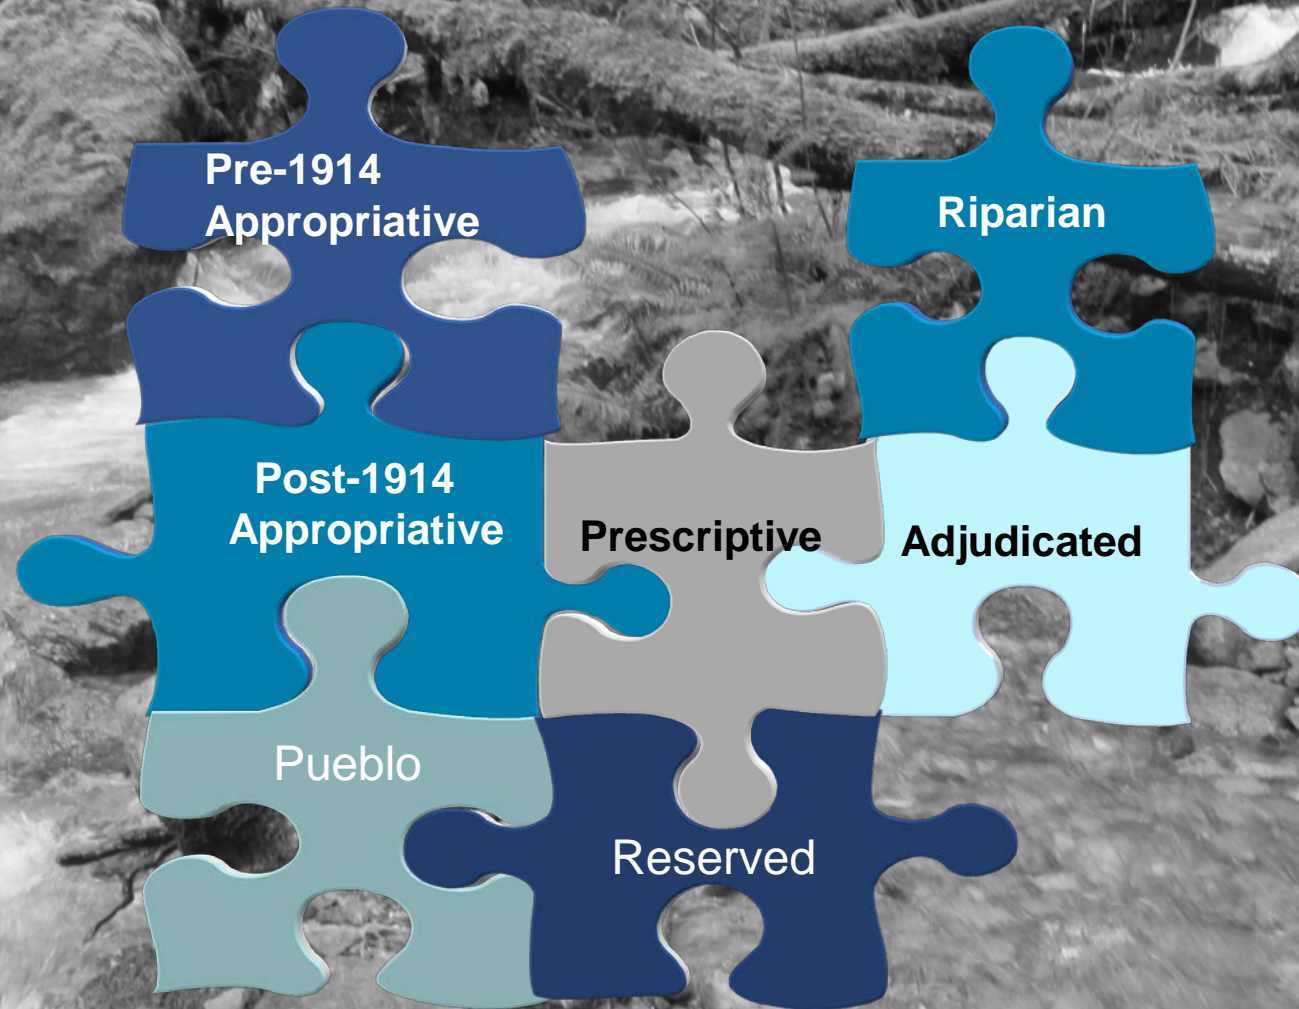 Pre-1914
Appropriative
Riparian
Post-1914
Appropriative
Prescriptive
Adjudicated
Pueblo
Reserved